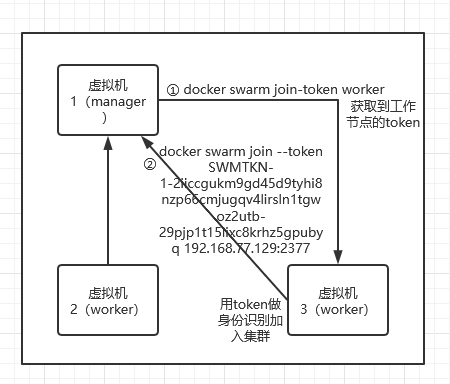 虚拟机
1（manager
）
① docker swarm join-token worker
获取到工作
节点的token
②
docker swarm join --token
SWMTKN-
nzp66cmjugqv4lirsln1tgw
oz2utb-
q 192.168.77.129:2377
虚拟机
2（worker）
用token做
身份识别加
入集群
虚拟机
3（worker）